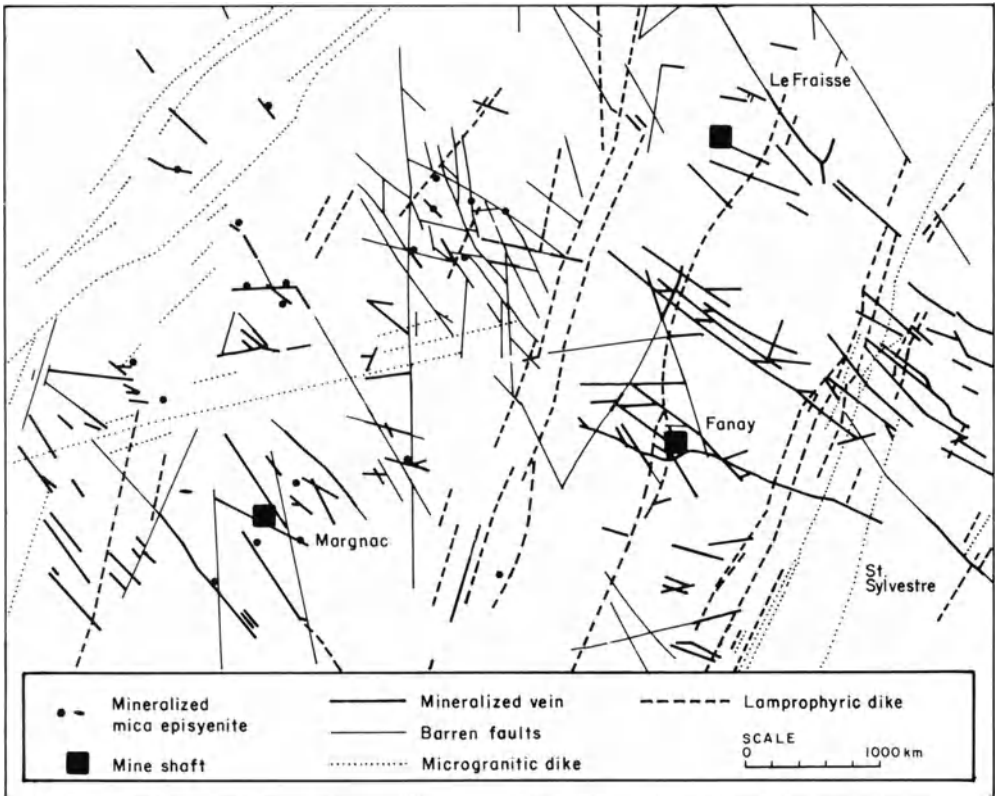 Le Fraisse
Fanay
Margnac
St.
Sylvestre
Mineralized
mica episyenite
Mine shaft
Mineralized vein
Barren faults
Microgranitic dike
Lamprophyric dike
SCALE
0 1000 km